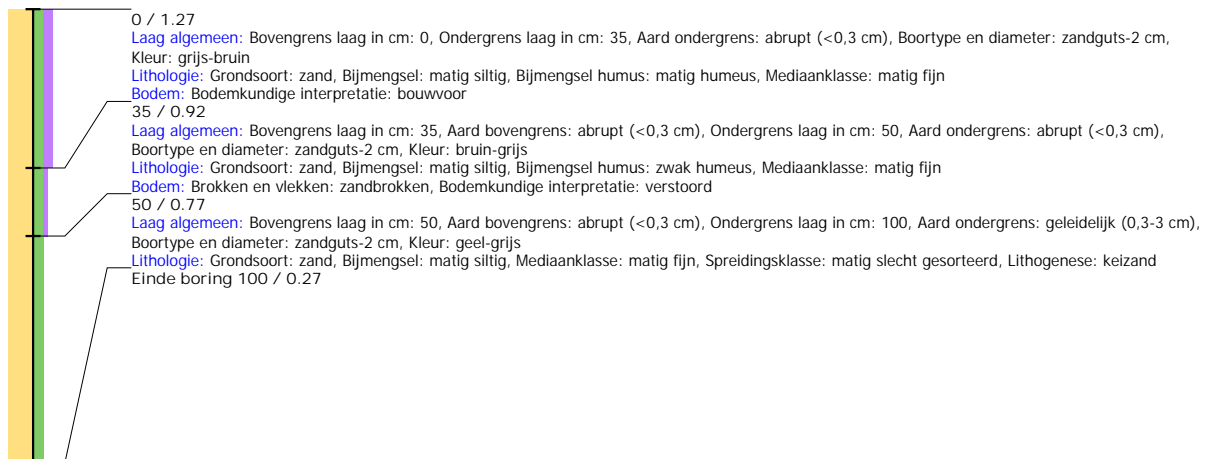 0 / 1.27
Laag algemeen: Bovengrens laag in cm: 0, Ondergrens laag in cm: 35, Aard ondergrens: abrupt (<0,3 cm), Boortype en diameter: zandguts-2 cm,
Kleur: grijs-bruin
Lithologie: Grondsoort: zand, Bijmengsel: matig siltig, Bijmengsel humus: matig humeus, Mediaanklasse: matig fijn
Bodem: Bodemkundige interpretatie: bouwvoor
35 / 0.92
Laag algemeen: Bovengrens laag in cm: 35, Aard bovengrens: abrupt (<0,3 cm), Ondergrens laag in cm: 50, Aard ondergrens: abrupt (<0,3 cm),
Boortype en diameter: zandguts-2 cm, Kleur: bruin-grijs
Lithologie: Grondsoort: zand, Bijmengsel: matig siltig, Bijmengsel humus: zwak humeus, Mediaanklasse: matig fijn
Bodem: Brokken en vlekken: zandbrokken, Bodemkundige interpretatie: verstoord
50 / 0.77
Laag algemeen: Bovengrens laag in cm: 50, Aard bovengrens: abrupt (<0,3 cm), Ondergrens laag in cm: 100, Aard ondergrens: geleidelijk (0,3-3 cm),
Boortype en diameter: zandguts-2 cm, Kleur: geel-grijs
Lithologie: Grondsoort: zand, Bijmengsel: matig siltig, Mediaanklasse: matig fijn, Spreidingsklasse: matig slecht gesorteerd, Lithogenese: keizand
Einde boring 100 / 0.27